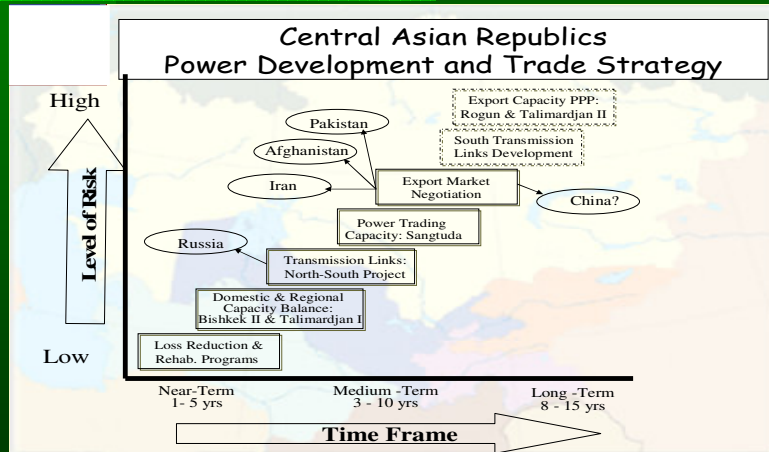 Central Asian Republics
Power Development and Trade Strategy
High
Level of Risk
Low
Export Capacity PPP:
Rogun & Talimardjan II
South Transmission
Links Development
Pakistan
Afghanistan
Iran
Export Market
Negotiation
China?
Power Trading
Capacity: Sangtuda
Russia
Transmission Links:
North-South Project
Domestic & Regional
Capacity Balance:
Bishkek II & Talimardjan I
Loss Reduction &
Rehab. Programs
Near-Term
1- 5 yrs
Medium -Term
3 - 10 yrs
Long -Term
8 - 15 yrs
Time Frame